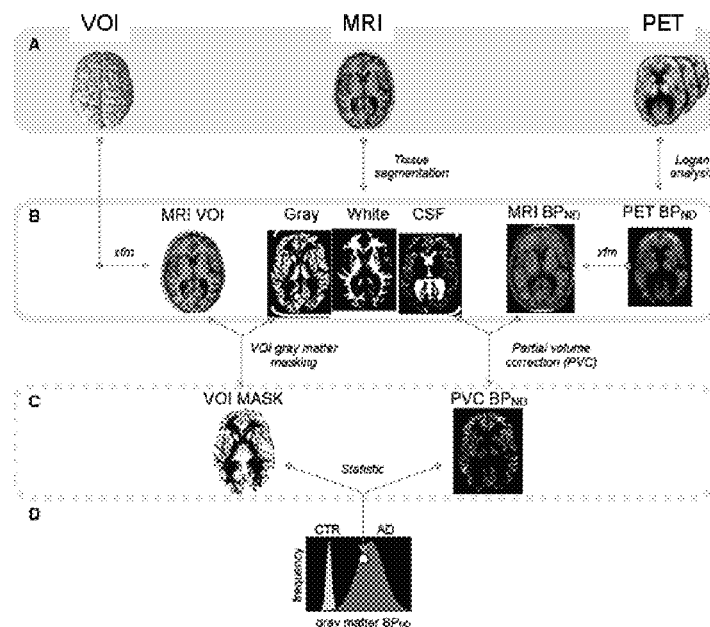 VOI MRI PET
A
Tissue
segmentation
Logan
analysis
B
MRI VOI Gray White CSF MRI BPND PET BPND
xfm xfm
VOI gray matter
masking
Partial volume
correction (PVC)
C
VOI MASK PVC BPND
Statistic
D
CTR AD
frequency
gray matter BPND